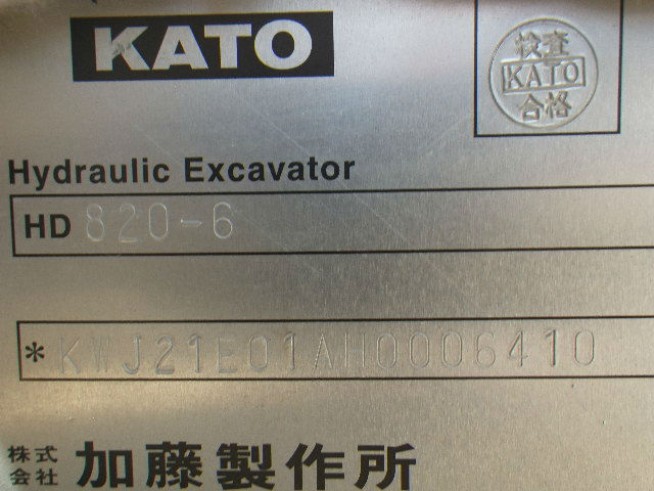 KATO
検査
KATO
合格
Hydraulic Excavator
HD 820-6
*KWJ21E01AH0006410
株式会社 加藤製作所